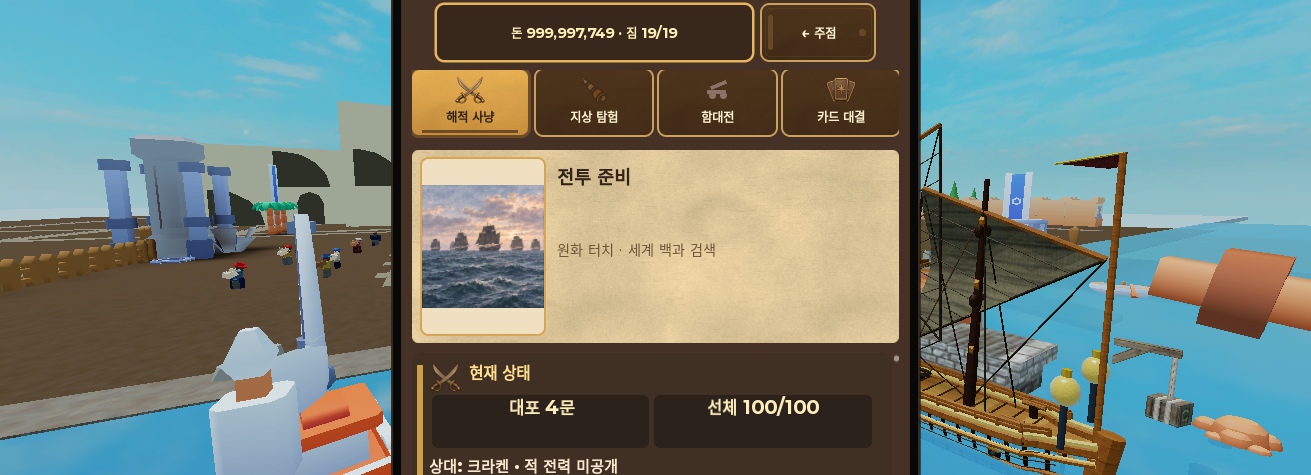 돈 999,997,749 · 짐 19/19
← 주점
해적 사냥
지상 탐험
함대전
카드 대결
전투 준비
원화 터치 · 세계 백과 검색
현재 상태
대포 4문
선체 100/100
상대: 크라켄 • 적 전력 미공개